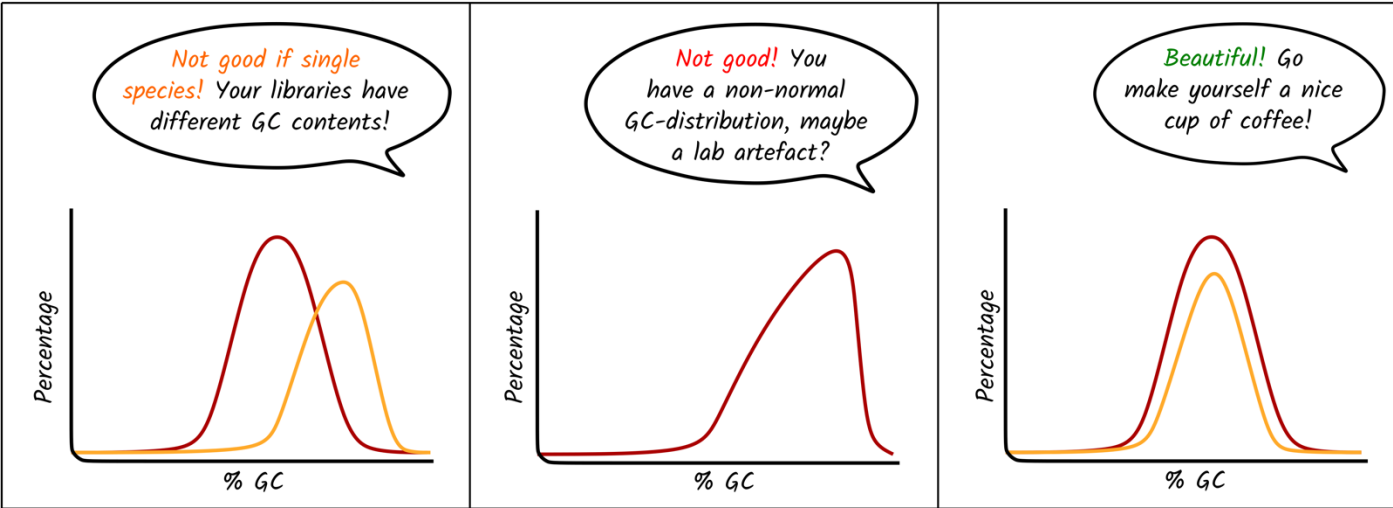 Not good if single
species! Your libraries have
different GC contents!
Percentage
% GC
Not good! You
have a non-normal
GC-distribution, maybe
a lab artefact?
Percentage
% GC
Beautiful! Go
make yourself a nice
cup of coffee!
Percentage
% GC